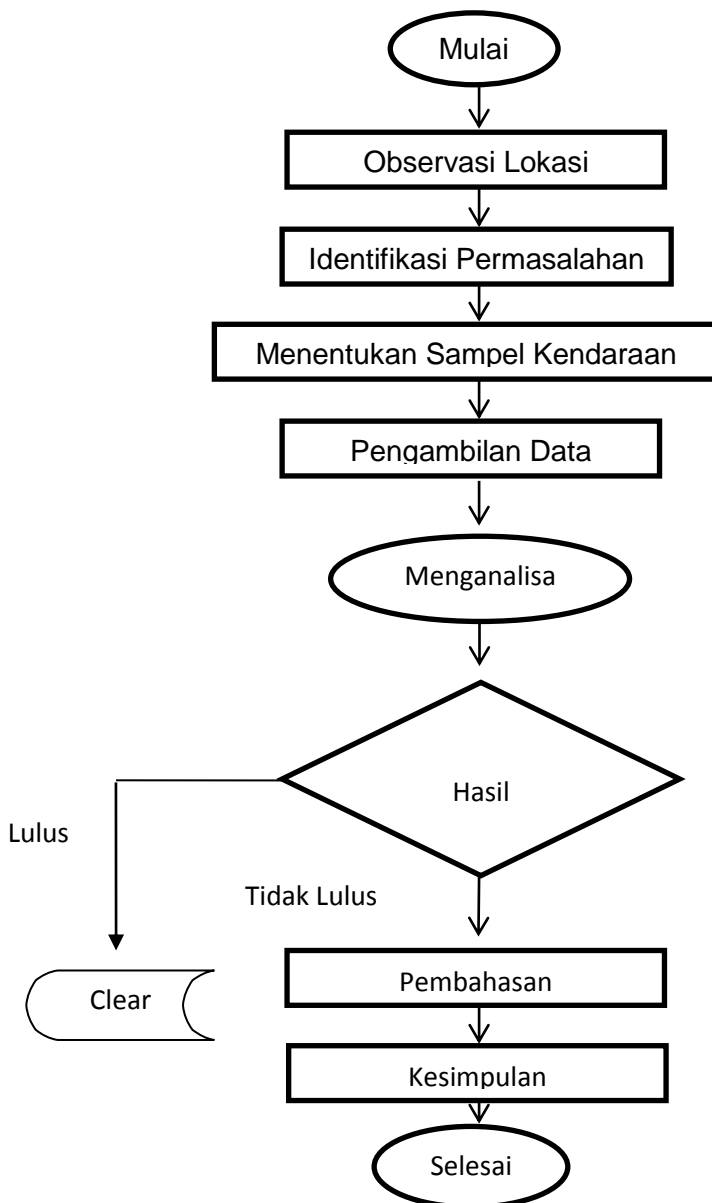 Mulai
Observasi Lokasi
Identifikasi Permasalahan
Menentukan Sampel Kendaraan
Pengambilan Data
Menganalisa
Hasil
Lulus
Tidak Lulus
Clear
Pembahasan
Kesimpulan
Selesai